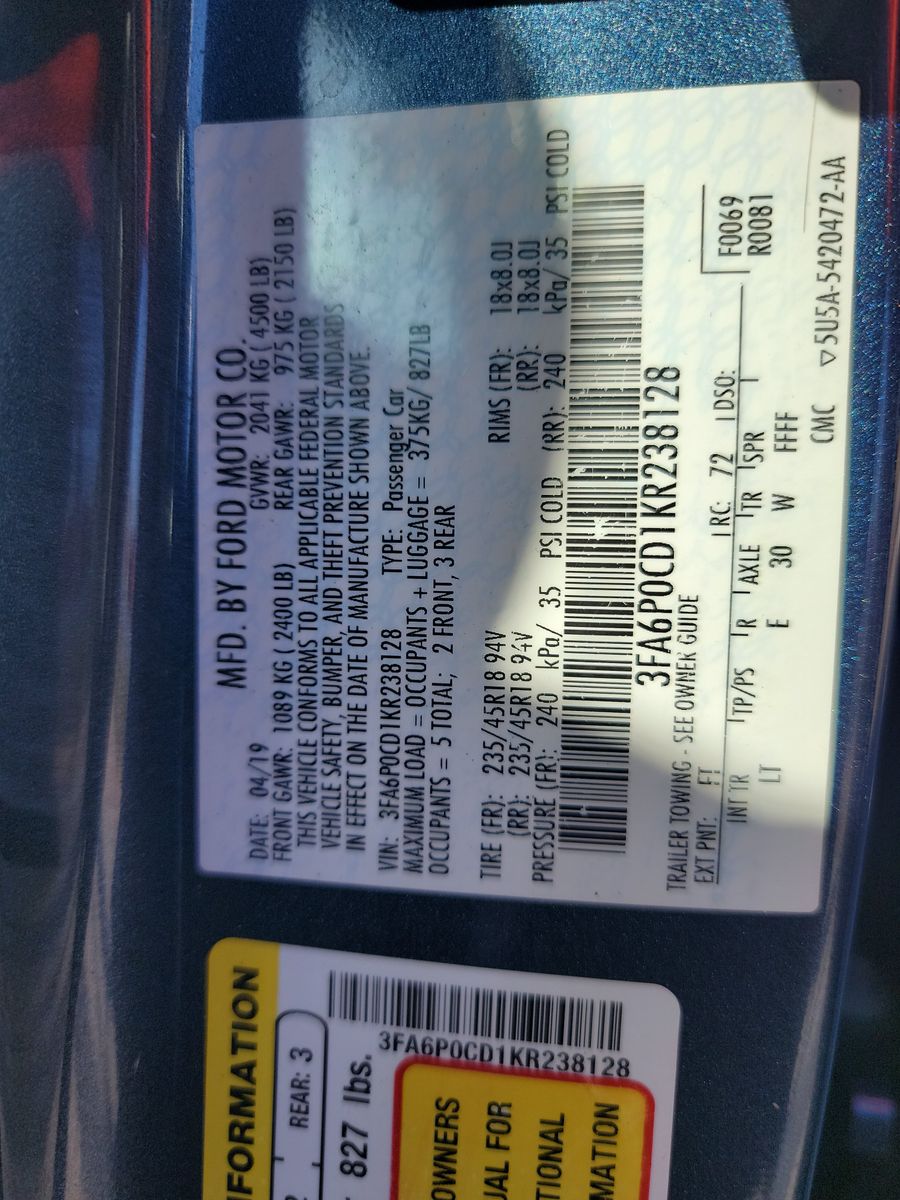 MFD. BY FORD MOTOR CO.
DATE: 04/19 GVWR: 2041 KG ( 4500 LB)
FRONT GAWR: 1089 KG ( 2400 LB) REAR GAWR: 975 KG ( 2150 LB)
THIS VEHICLE CONFORMS TO ALL APPLICABLE FEDERAL MOTOR
VEHICLE SAFETY, BUMPER, AND THEFT PREVENTION STANDARDS
IN EFFECT ON THE DATE OF MANUFACTURE SHOWN ABOVE.
VIN: 3FA6P0CD1KR238128 TYPE: Passenger Car
MAXIMUM LOAD = OCCUPANTS + LUGGAGE = 375KG/ 827LB
OCCUPANTS = 5 TOTAL; 2 FRONT, 3 REAR
TIRE (FR): 235/45R18 94V RIMS (FR): 18x8.0J
(RR): 235/45R18 94V (RR): 18x8.0J
PRESSURE (FR): 240 kPa/ 35 PSI COLD (RR): 240 kPa/ 35 PSI COLD
3FA6P0CD1KR238128
TRAILER TOWING - SEE OWNER GUIDE
EXT PNT: FT RC: 72 DSO:
F0069
R0081
INT TR TP/PS R AXLE TR SPR
LT E 30 W FFFF
CMC ▽5U5A-5420472-AA
FORMATION
REAR: 3
827 lbs.
3FA6P0CD1KR238128
OWNERS
UAL FOR
TIONAL
MATION